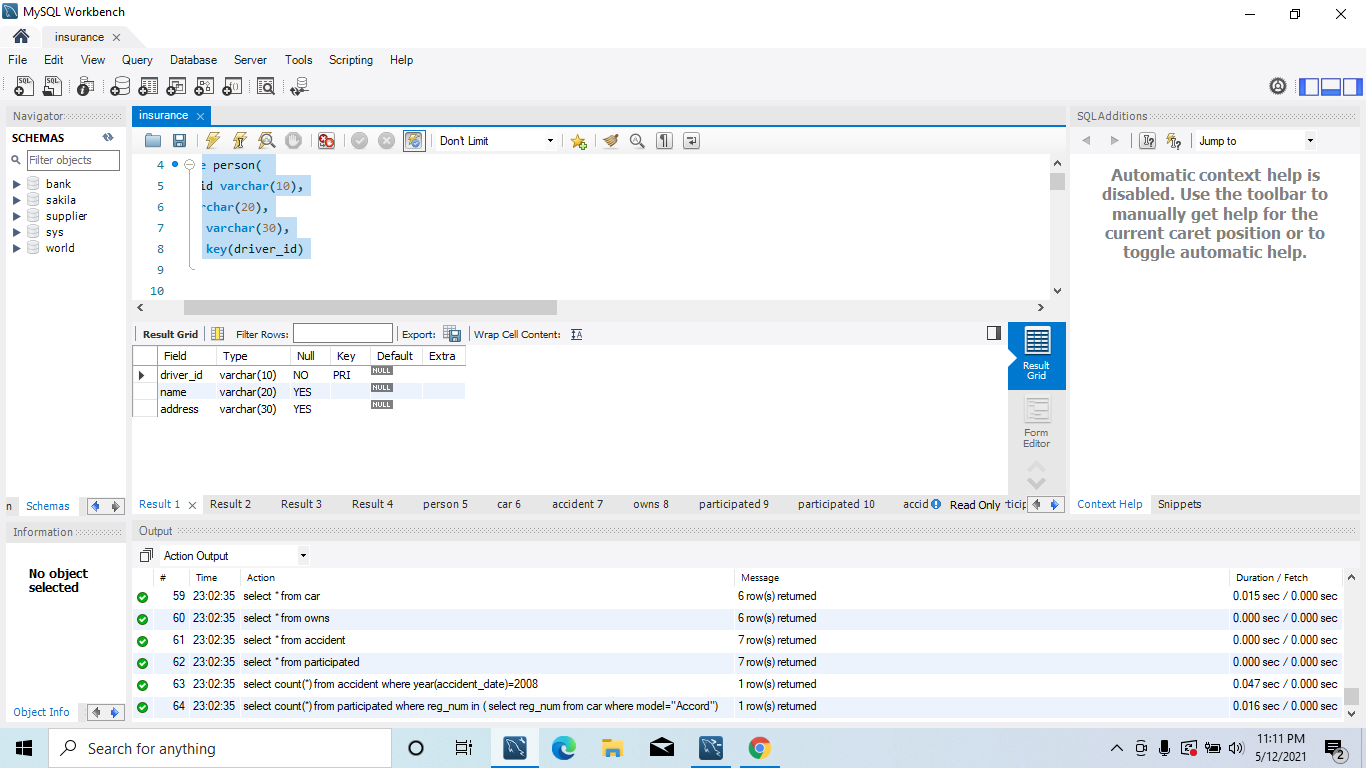 MySQL Workbench
insurance
File Edit View Query Database Server Tools Scripting Help
Navigator
SCHEMAS
Filter objects
bank
sakila
supplier
sys
world
n Schemas
Information
No object
selected
Object Info
insurance
Don't Limit
4 e person(
5 id varchar(10),
6 rchar(20),
7 varchar(30),
8 key(driver_id)
9
10
Result Grid Filter Rows: Export: Wrap Cell Content:
Field Type Null Key Default Extra
driver_id varchar(10) NO PRI NULL
name varchar(20) YES NULL
address varchar(30) YES NULL
Result
Grid
Form
Editor
Result 1 Result 2 Result 3 Result 4 person 5 car 6 accident 7 owns 8 participated 9 participated 10 accid Read Only ticip
SQLAdditions
Jump to
Automatic context help is
disabled. Use the toolbar to
manually get help for the
current caret position or to
toggle automatic help.
Context Help Snippets
Output
Action Output
# Time Action Message Duration / Fetch
59 23:02:35 select * from car 6 row(s) returned 0.015 sec / 0.000 sec
60 23:02:35 select * from owns 6 row(s) returned 0.000 sec / 0.000 sec
61 23:02:35 select * from accident 7 row(s) returned 0.000 sec / 0.000 sec
62 23:02:35 select * from participated 7 row(s) returned 0.000 sec / 0.000 sec
63 23:02:35 select count(*) from accident where year(accident_date)=2008 1 row(s) returned 0.047 sec / 0.000 sec
64 23:02:35 select count(*) from participated where reg_num in ( select reg_num from car where model="Accord") 1 row(s) returned 0.016 sec / 0.000 sec
Search for anything
11:11 PM
5/12/2021
2